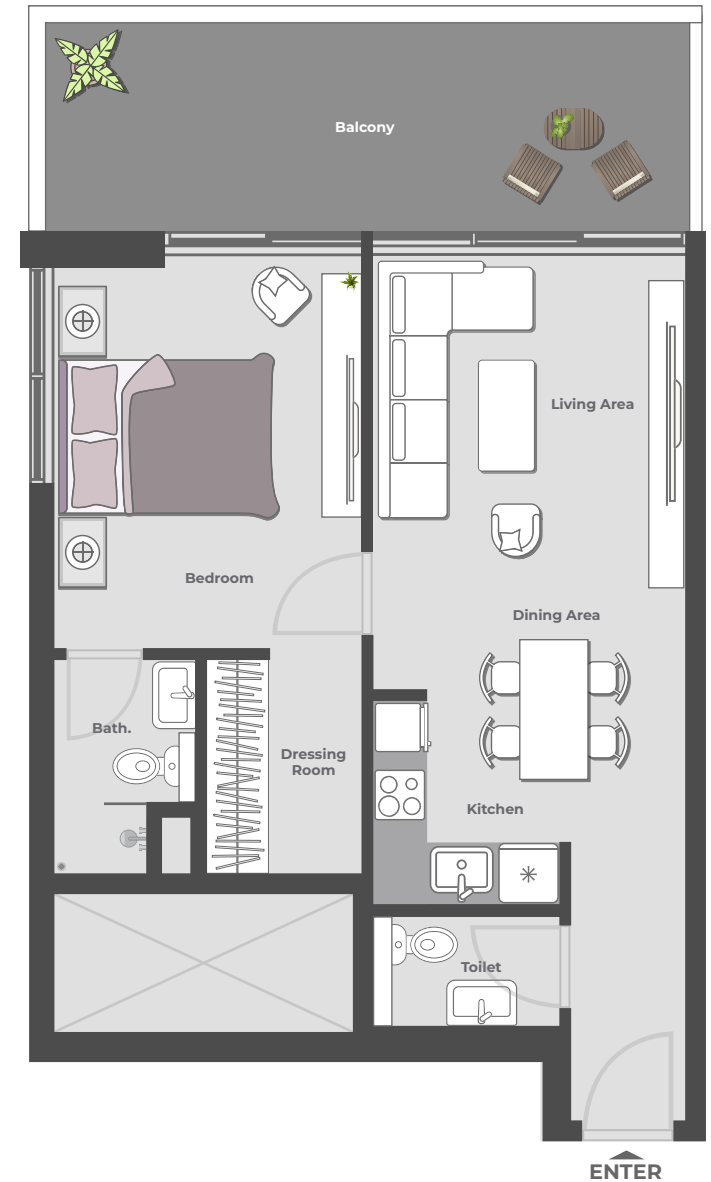 Balcony
Living Area
Bedroom
Dining Area
Bath.
Dressing
Room
Kitchen
Toilet
ENTER